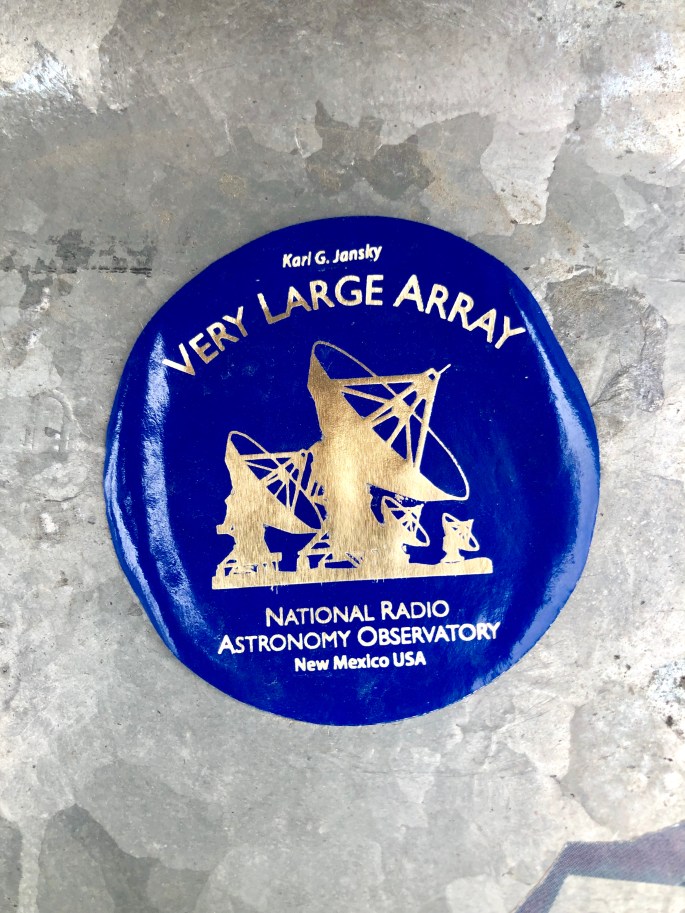 Karl G. Jansky
VERY LARGE ARRAY
NATIONAL RADIO
ASTRONOMY OBSERVATORY
New Mexico USA